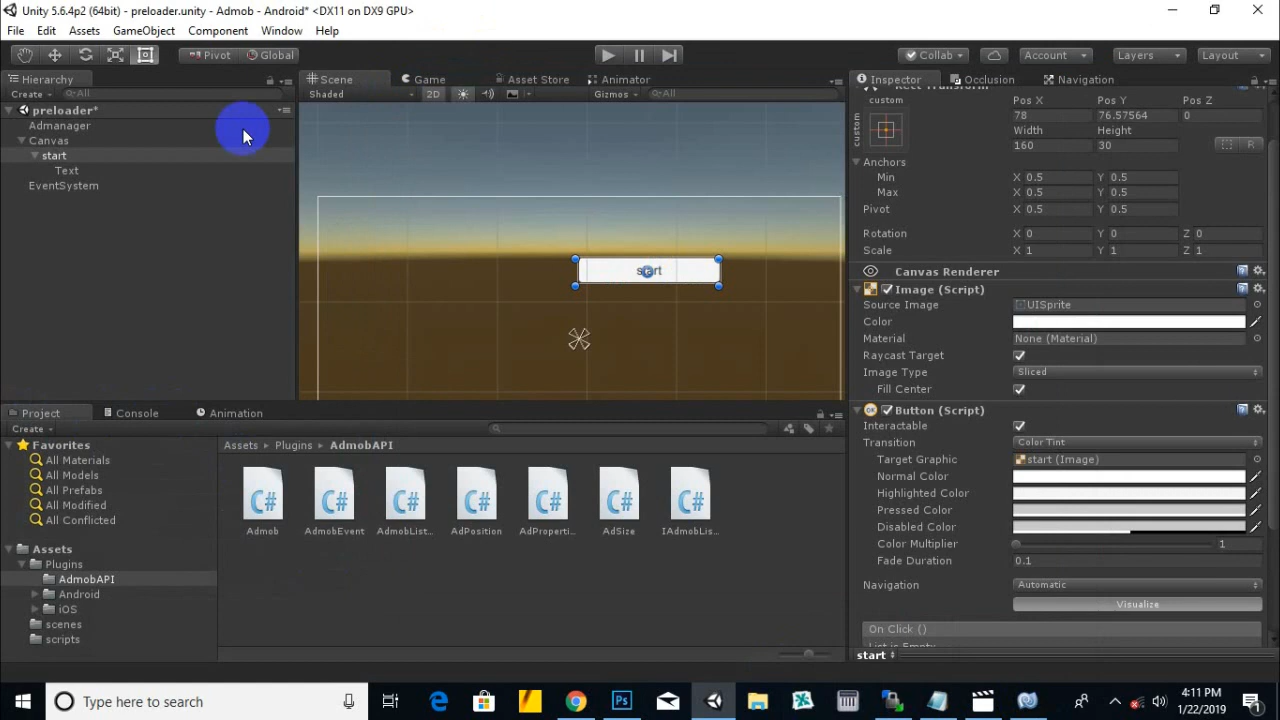 Unity 5.6.4p2 (64bit) - preloader.unity - Admob - Android* <DX11 on DX9 GPU>
File Edit Assets GameObject Component Window Help
Pivot Global Collab Account Layers Layout
Hierarchy
Create All
preloader*
Admanager
Canvas
start
Text
EventSystem
Scene Game Asset Store Animator
Shaded 2D Gizmos All
start
Inspector Occlusion Navigation
Rect Transform
custom Pos X Pos Y Pos Z
custom 78 76.57564 0
Width Height
160 30 R
Anchors
Min X 0.5 Y 0.5
Max X 0.5 Y 0.5
Pivot X 0.5 Y 0.5
Rotation X 0 Y 0 Z 0
Scale X 1 Y 1 Z 1
Canvas Renderer
Image (Script)
Source Image UISprite
Color
Material None (Material)
Raycast Target
Image Type Sliced
Fill Center
Button (Script)
Interactable
Transition Color Tint
Target Graphic start (Image)
Normal Color
Highlighted Color
Pressed Color
Disabled Color
Color Multiplier 1
Fade Duration 0.1
Navigation Automatic
Visualize
On Click ()
List is Empty
start
Project Console Animation
Create
Favorites
All Materials
All Models
All Prefabs
All Modified
All Conflicted
Assets
Plugins
AdmobAPI
Android
iOS
scenes
scripts
Assets Plugins AdmobAPI
C# C# C# C# C# C# C#
Admob AdmobEvent AdmobList... AdPosition AdProperti... AdSize IAdmobLis...
Type here to search
4:11 PM
1/22/2019